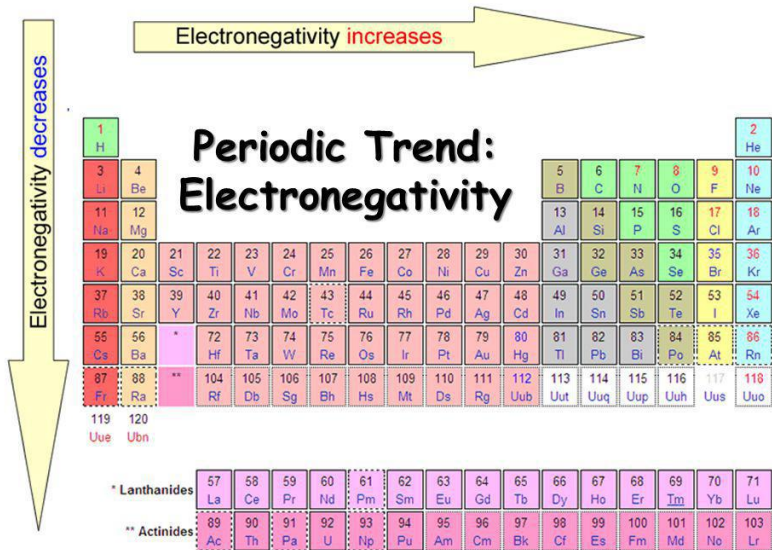 Electronegativity increases
Electronegativity decreases
Periodic Trend:
Electronegativity
1 2
H He
3 4 5 6 7 8 9 10
Li Be B C N O F Ne
11 12 13 14 15 16 17 18
Na Mg Al Si P S Cl Ar
19 20 21 22 23 24 25 26 27 28 29 30 31 32 33 34 35 36
K Ca Sc Ti V Cr Mn Fe Co Ni Cu Zn Ga Ge As Se Br Kr
37 38 39 40 41 42 43 44 45 46 47 48 49 50 51 52 53 54
Rb Sr Y Zr Nb Mo Tc Ru Rh Pd Ag Cd In Sn Sb Te I Xe
55 56 * 72 73 74 75 76 77 78 79 80 81 82 83 84 85 86
Cs Ba Hf Ta W Re Os Ir Pt Au Hg Tl Pb Bi Po At Rn
87 88 ** 104 105 106 107 108 109 110 111 112 113 114 115 116 117 118
Fr Ra Rf Db Sg Bh Hs Mt Ds Rg Uub Uut Uuq Uup Uuh Uus Uuo
119 120
Uue Ubn
57 58 59 60 61 62 63 64 65 66 67 68 69 70 71
* Lanthanides La Ce Pr Nd Pm Sm Eu Gd Tb Dy Ho Er Tm Yb Lu
89 90 91 92 93 94 95 96 97 98 99 100 101 102 103
** Actinides Ac Th Pa U Np Pu Am Cm Bk Cf Es Fm Md No Lr